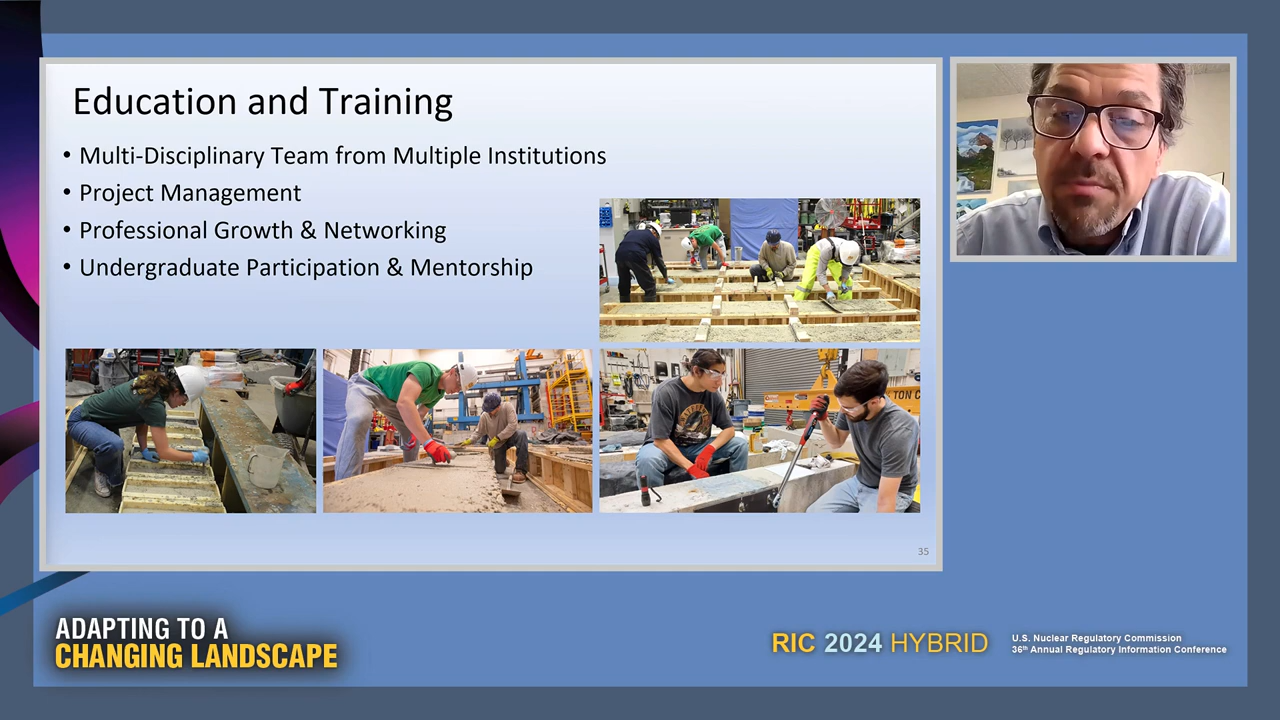 Education and Training
• Multi-Disciplinary Team from Multiple Institutions
• Project Management
• Professional Growth & Networking
• Undergraduate Participation & Mentorship
TON C
35
ADAPTING TO A
CHANGING LANDSCAPE
RIC 2024 HYBRID
U.S. Nuclear Regulatory Commission
36th Annual Regulatory Information Conference